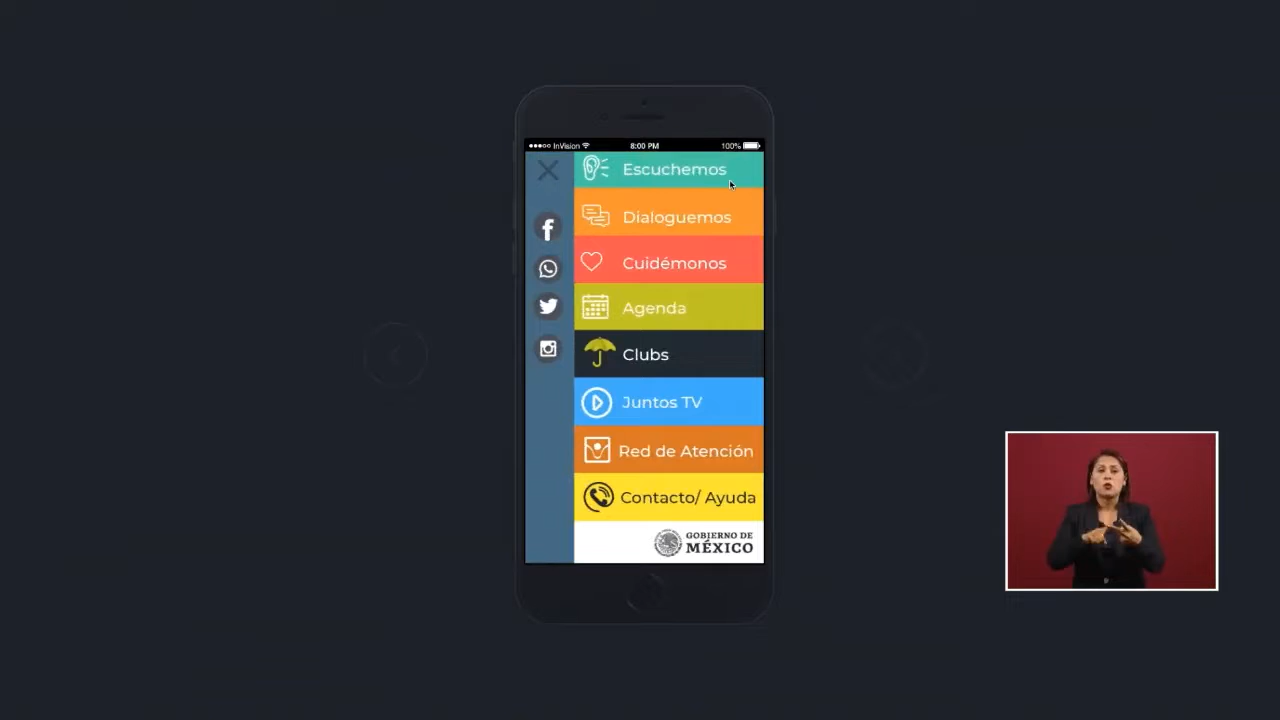 InVision 8:00 PM 100%
Escuchemos
Dialoguemos
Cuidémonos
Agenda
Clubs
Juntos TV
Red de Atención
Contacto/ Ayuda
GOBIERNO DE
MÉXICO